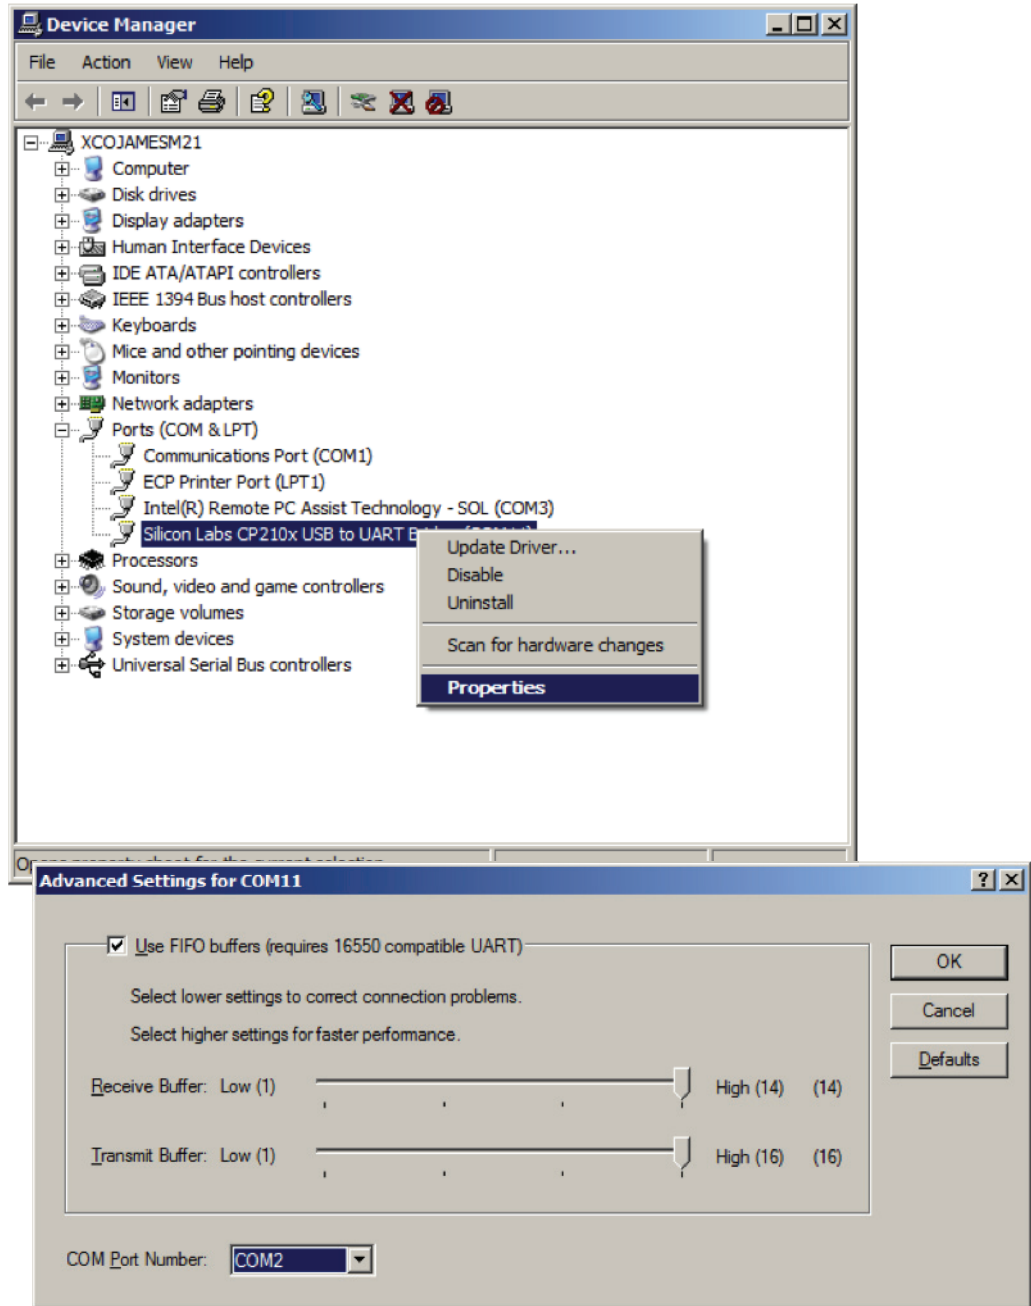 Device Manager
File Action View Help
XCOJAMESM21
Computer
Disk drives
Display adapters
Human Interface Devices
IDE ATA/ATAPI controllers
IEEE 1394 Bus host controllers
Keyboards
Mice and other pointing devices
Monitors
Network adapters
Ports (COM & LPT)
Communications Port (COM1)
ECP Printer Port (LPT1)
Intel(R) Remote PC Assist Technology - SOL (COM3)
Silicon Labs CP210x USB to UART
Update Driver...
Disable
Uninstall
Scan for hardware changes
Properties
Processors
Sound, video and game controllers
Storage volumes
System devices
Universal Serial Bus controllers
Advanced Settings for COM11
Use FIFO buffers (requires 16550 compatible UART)
OK
Select lower settings to correct connection problems.
Cancel
Select higher settings for faster performance.
Defaults
Receive Buffer: Low (1) High (14) (14)
Transmit Buffer: Low (1) High (16) (16)
COM Port Number: COM2